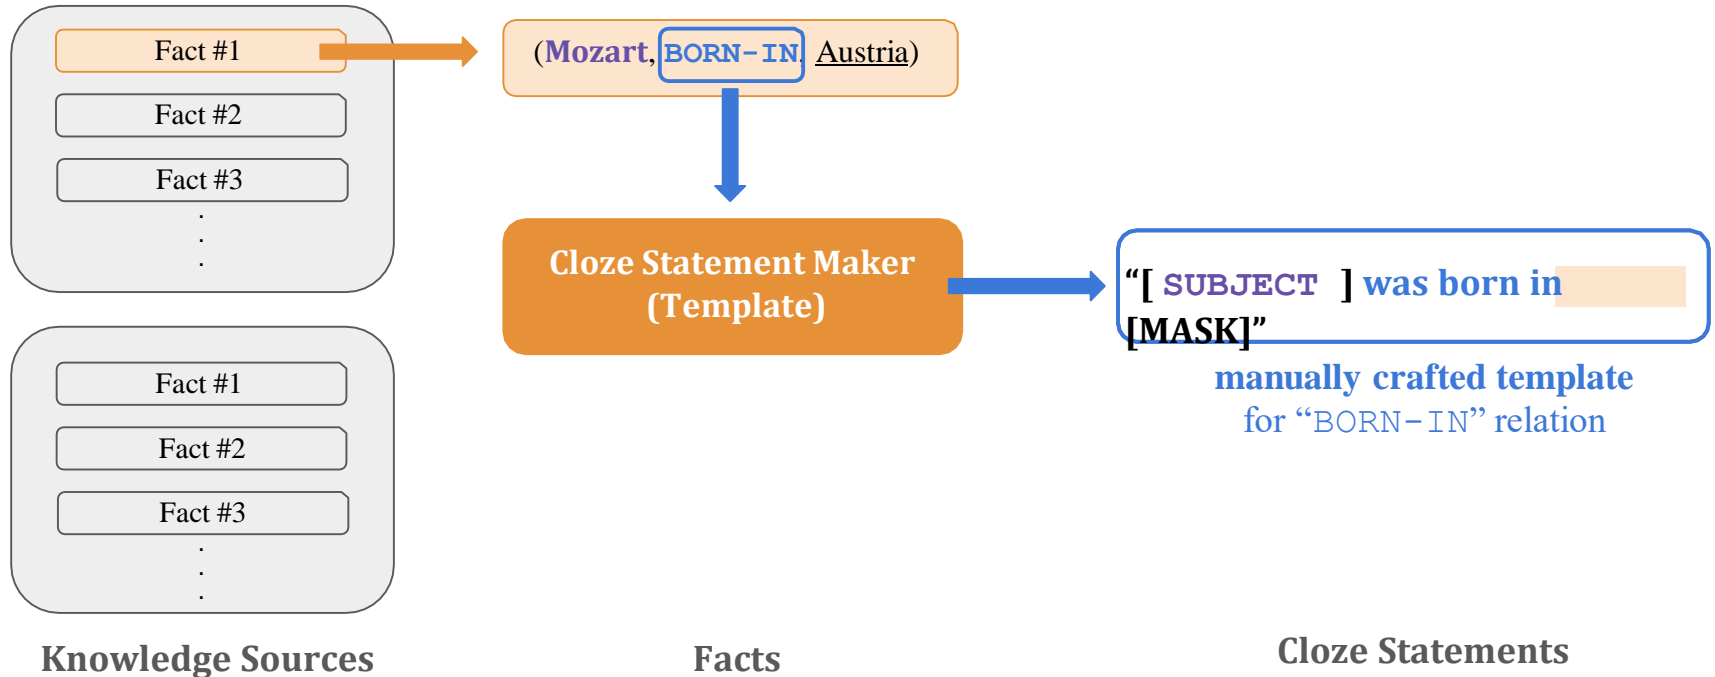 Fact #1
Fact #2
Fact #3
.
.
.
Fact #1
Fact #2
Fact #3
.
.
.
Knowledge Sources
(Mozart, BORN-IN, Austria)
Cloze Statement Maker
(Template)
Facts
“[ SUBJECT ] was born in
[MASK]”
manually crafted template
for “BORN-IN” relation
Cloze Statements